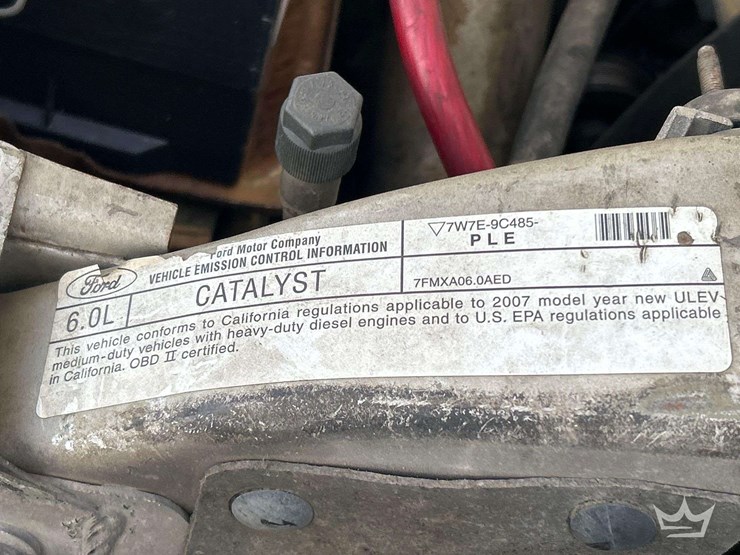 Ford
Ford Motor Company
VEHICLE EMISSION CONTROL INFORMATION
7W7E-9C485-
PLE
6.0L
CATALYST
7FMXA06.0AED
This vehicle conforms to California regulations applicable to 2007 model year new ULEV
medium-duty vehicles with heavy-duty diesel engines and to U.S. EPA regulations applicable
in California. OBD II certified.